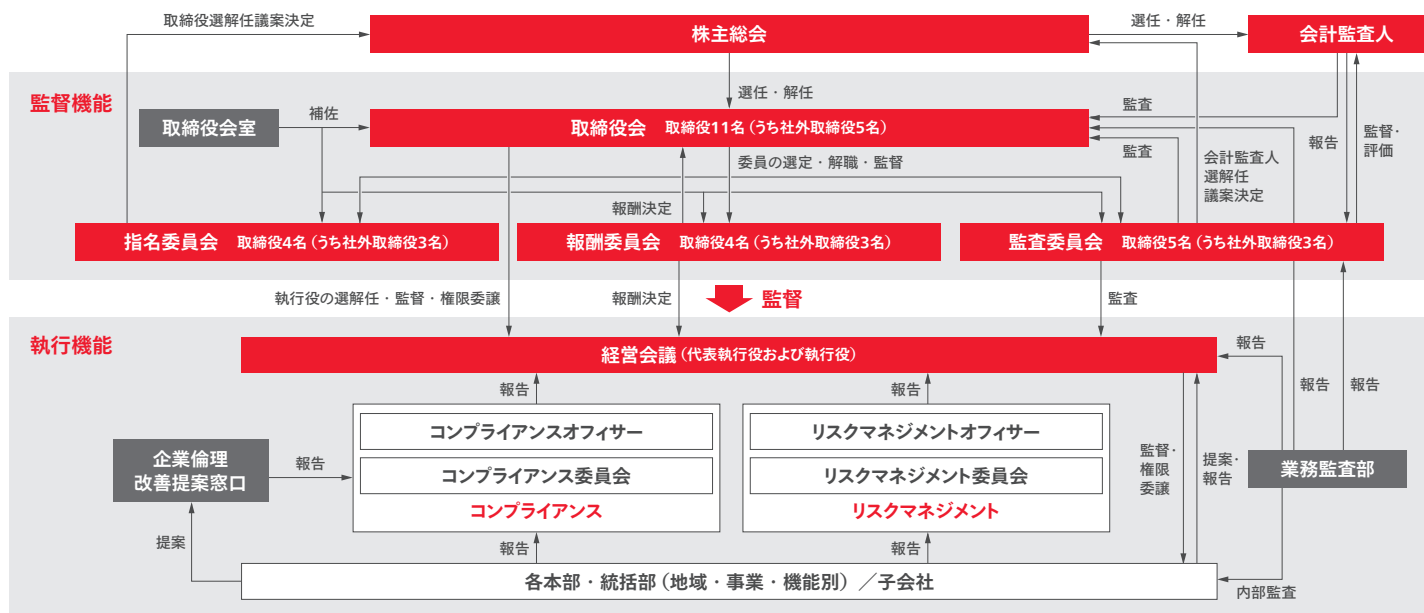 取締役選解任議案決定
株主総会
選任・解任
会計監査人
監督機能
選任・解任
取締役会室
補佐
取締役会 取締役11名(うち社外取締役5名)
監査
監査
報告
監督・
評価
会計監査人
選解任
議案決定
委員の選定・解職・監督
報酬決定
指名委員会 取締役4名(うち社外取締役3名)
報酬委員会 取締役4名(うち社外取締役3名)
監査委員会 取締役5名(うち社外取締役3名)
執行役の選解任・監督・権限委譲
報酬決定
監督
監査
執行機能
経営会議(代表執行役および執行役)
報告
報告
報告
報告
報告
コンプライアンスオフィサー
リスクマネジメントオフィサー
企業倫理
改善提案窓口
報告
コンプライアンス委員会
リスクマネジメント委員会
監督・
権限
委譲
提案・
報告
業務監査部
コンプライアンス
リスクマネジメント
提案
報告
報告
各本部・統括部(地域・事業・機能別)/子会社
内部監査